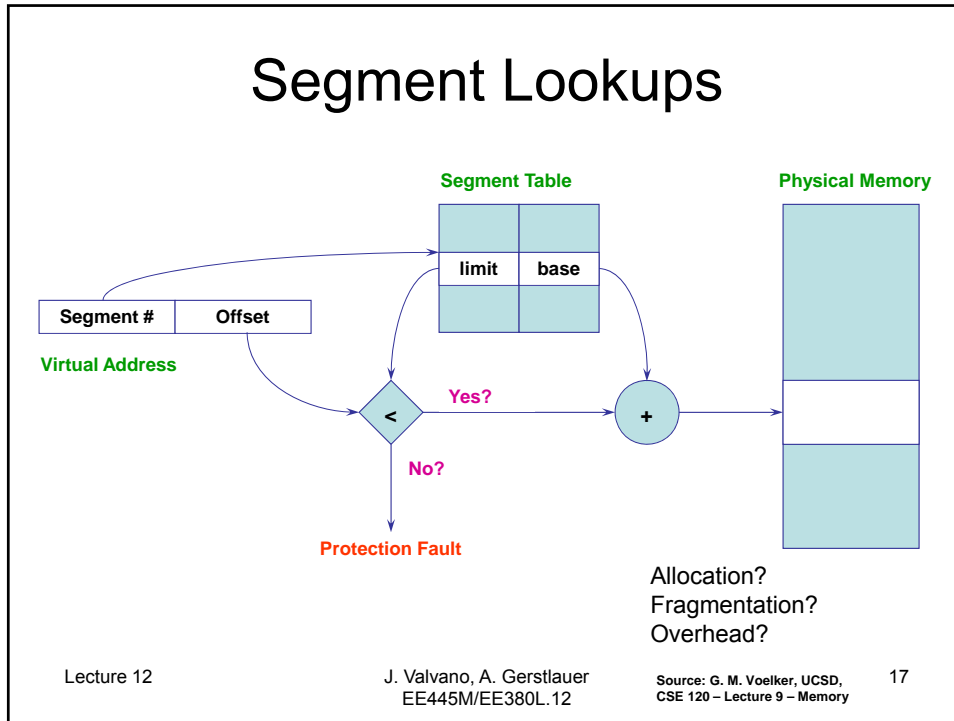 Segment Lookups
Segment Table
Physical Memory
limit
base
Segment #
Offset
Virtual Address
<
Yes?
+
No?
Protection Fault
Allocation?
Fragmentation?
Overhead?
Lecture 12
J. Valvano, A. Gerstlauer
EE445M/EE380L.12
Source: G. M. Voelker, UCSD,
CSE 120 – Lecture 9 – Memory
17